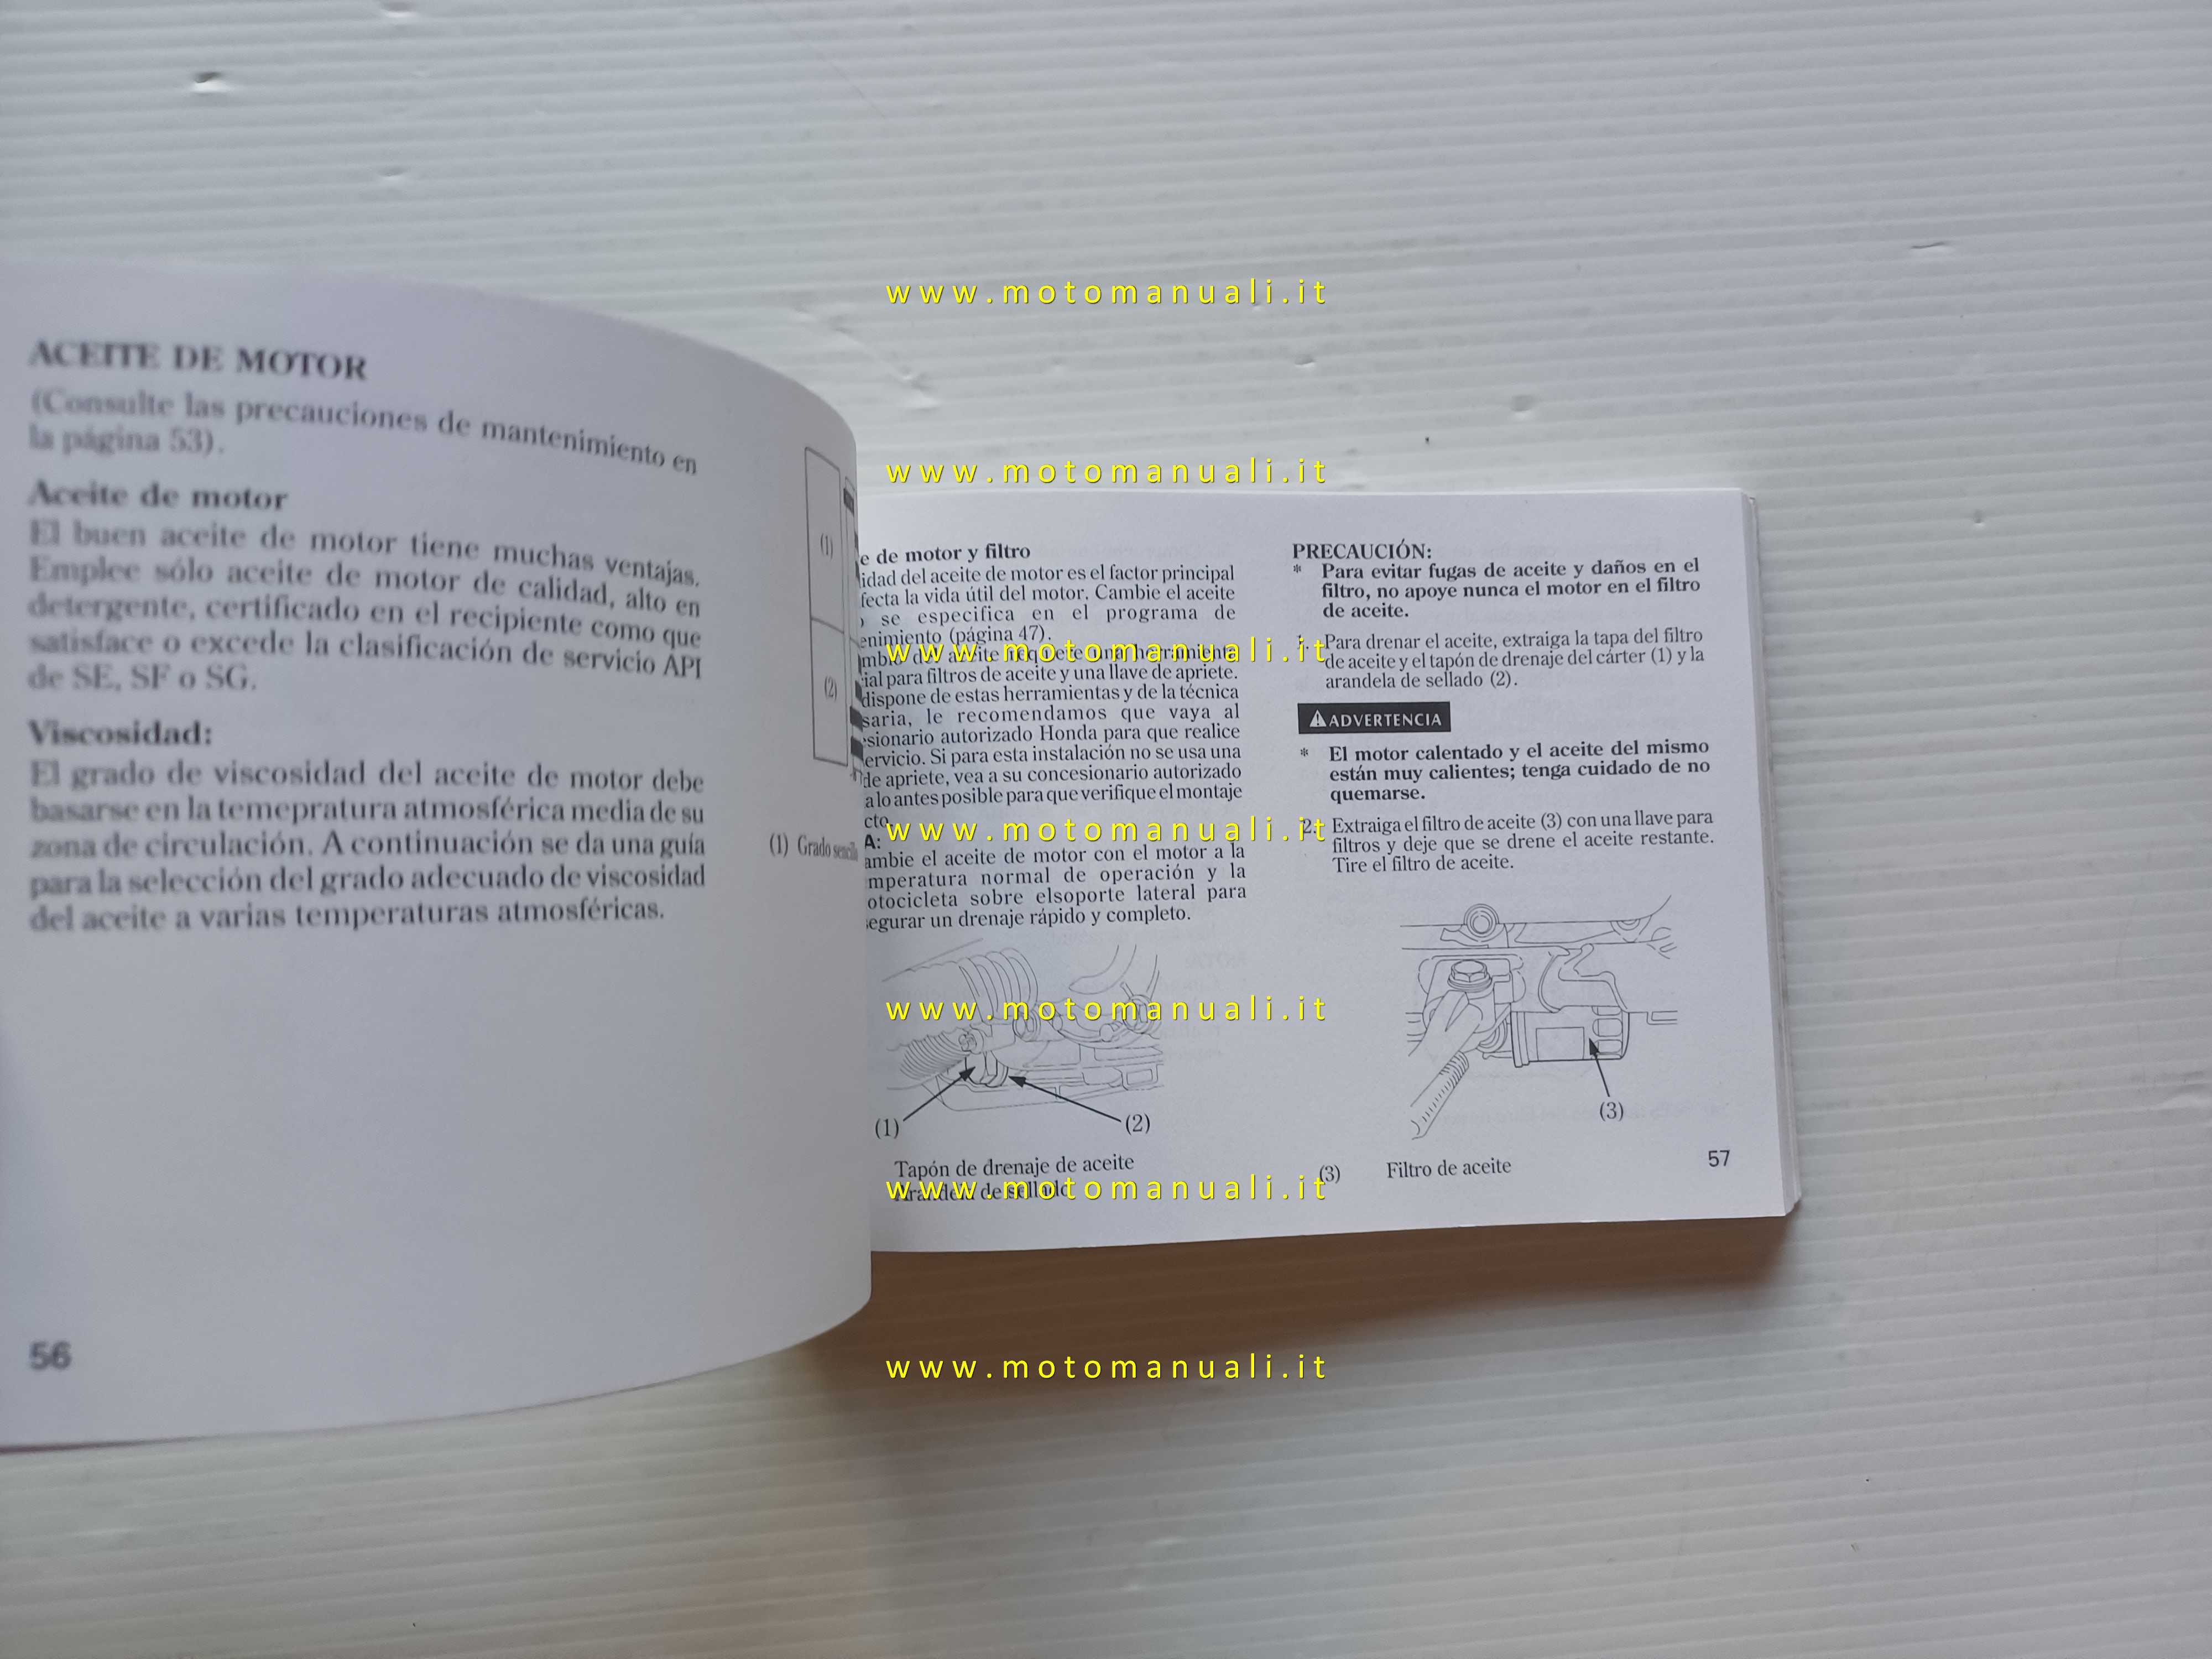 ACEITE DE MOTOR
(Consulte las precauciones de mantenimiento en
la página 53).
Aceite de motor
El buen aceite de motor tiene muchas ventajas.
Emplee sólo aceite de motor de calidad, alto en
detergente, certificado en el recipiente como que
satisface o excede la clasificación de servicio API
de SE, SF o SG.
Viscosidad:
El grado de viscosidad del aceite de motor debe
basarse en la temepratura atmosférica media de su
zona de circulación. A continuación se da una guía
para la selección del grado adecuado de viscosidad
del aceite a varias temperaturas atmosféricas.
56
(1)
(2)
(1) Grado
e de motor y filtro
idad del aceite de motor es el factor principal
fecta la vida útil del motor. Cambie el aceite
se especifica en el programa de
enimiento (página 47).
ial para filtros de aceite y una llave de apriete.
dispone de estas herramientas y de la técnica
saria, le recomendamos que vaya al
sionario autorizado Honda para que realice
ervicio. Si para esta instalación no se usa una
de apriete, vea a su concesionario autorizado
a lo antes posible para que verifique el montaje
cto.
A:
ambie el aceite de motor con el motor a la
mperatura normal de operación y la
otocicleta sobre elsoporte lateral para
egurar un drenaje rápido y completo.
(1)
(2)
Tapón de drenaje de aceite
Arandela de sellado
PRECAUCIÓN:
* Para evitar fugas de aceite y daños en el
filtro, no apoye nunca el motor en el filtro
de aceite.
Para drenar el aceite, extraiga la tapa del filtro
de aceite y el tapón de drenaje del cárter (1) y la
arandela de sellado (2).
ADVERTENCIA
* El motor calentado y el aceite del mismo
están muy calientes; tenga cuidado de no
quemarse.
2. Extraiga el filtro de aceite (3) con una llave para
filtros y deje que se drene el aceite restante.
Tire el filtro de aceite.
(3)
(3) Filtro de aceite
57
www.motomanuali.it
www.motomanuali.it
www.motomanuali.it
www.motomanuali.it
www.motomanuali.it
www.motomanuali.it
www.motomanuali.it